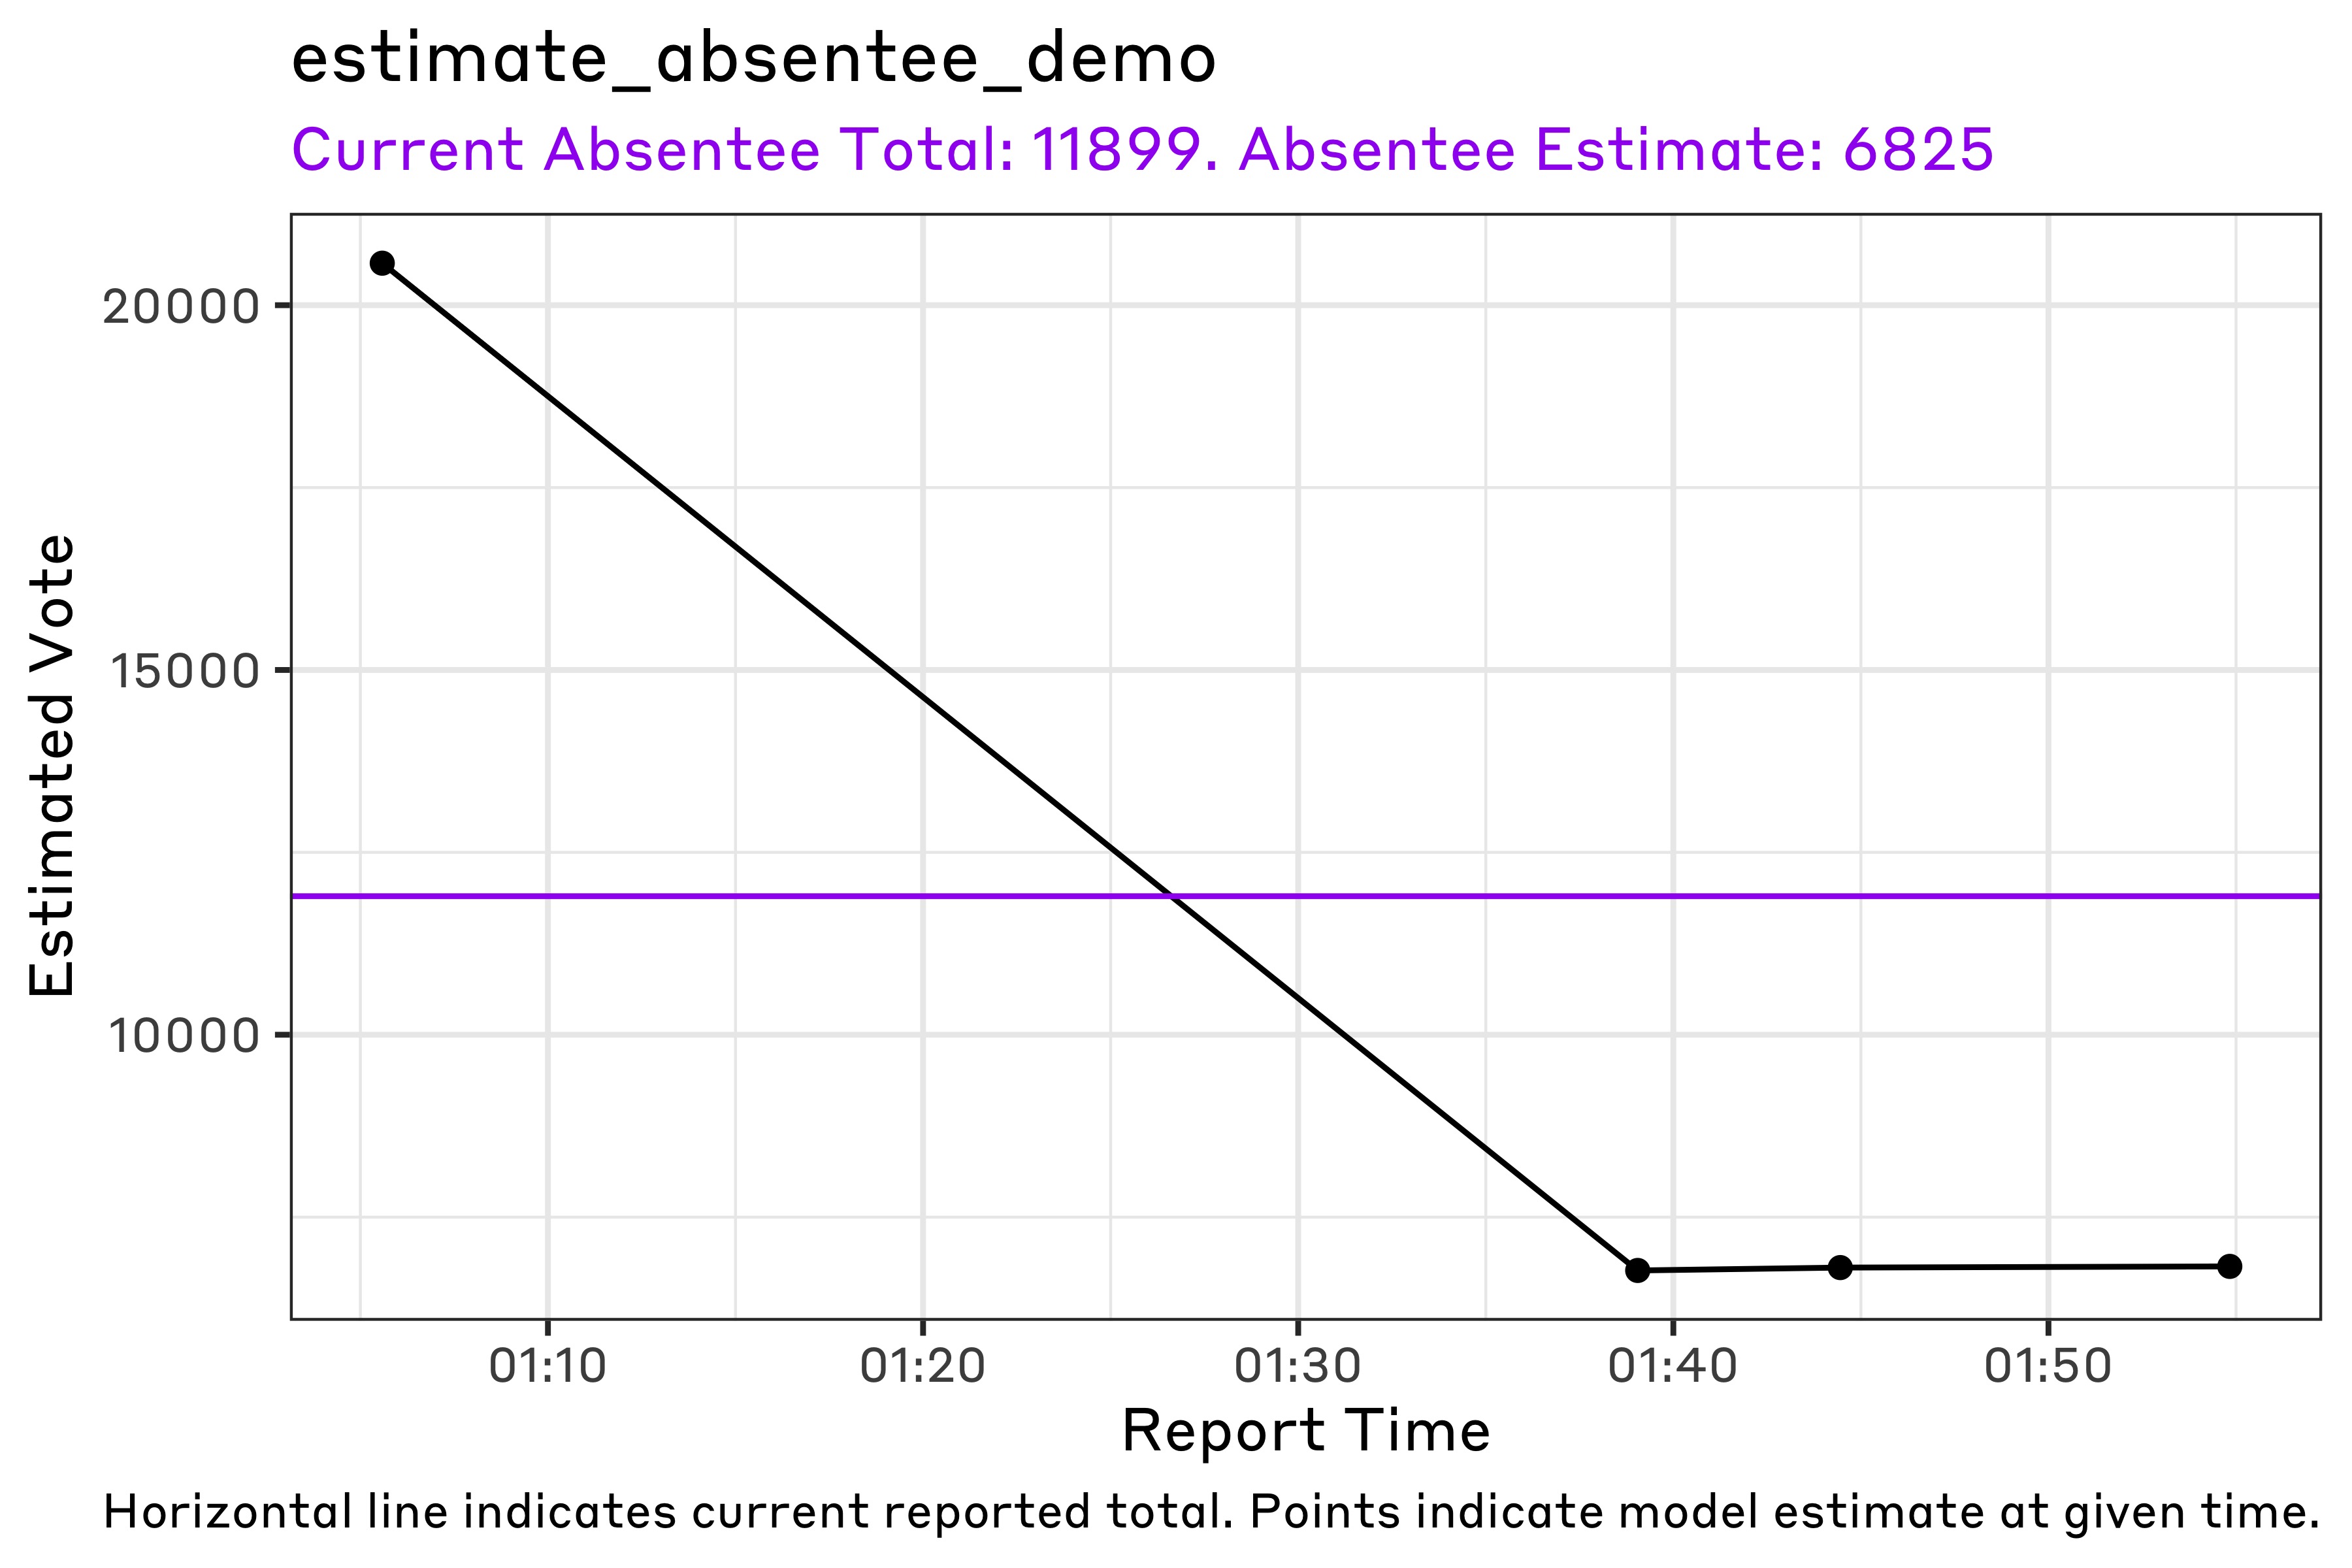 estimate_absentee_demo
Current Absentee Total: 11899. Absentee Estimate: 6825
Estimated Vote
20000
15000
10000
01:10 01:20 01:30 01:40 01:50
Report Time
Horizontal line indicates current reported total. Points indicate model estimate at given time.